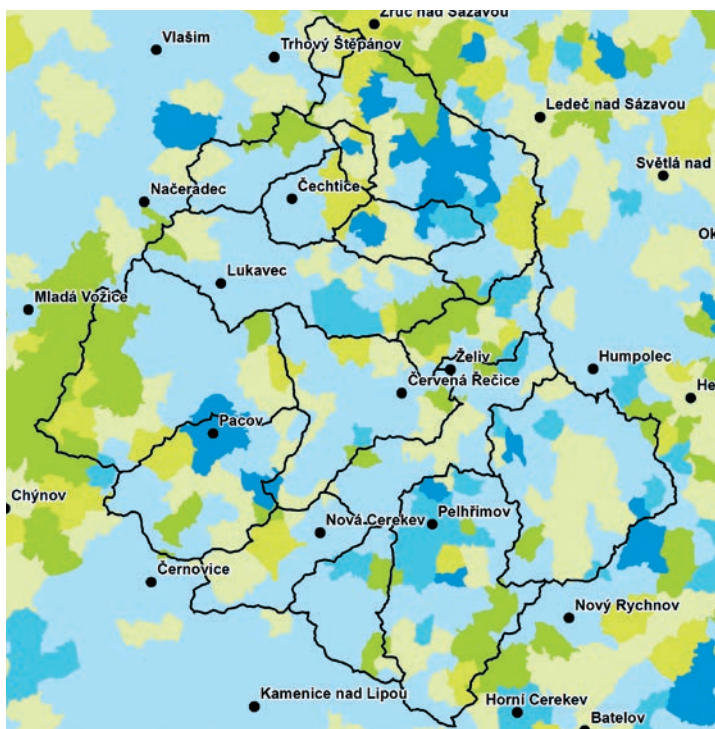 Zruč nad Sázavou
Vlašim
Trhový Štěpánov
Ledeč nad Sázavou
Světlá nad
Načeradec
Čechtice
Ok
Lukavec
Mladá Vožice
Želiv
Humpolec
Červená Řečice
He
Pacov
Chýnov
Nová Cerekev
Pelhřimov
Černovice
Nový Rychnov
Kamenice nad Lipou
Horní Cerekev
Batelov